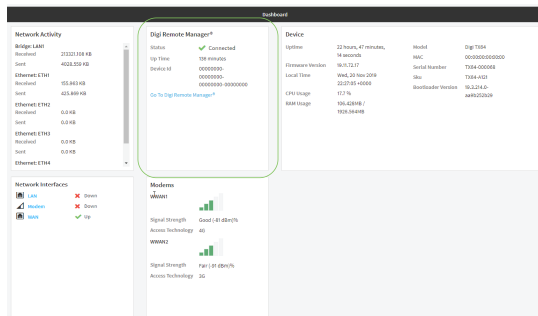 Dashboard
Network Activity
Bridge: LAN1
Received 213321.108 KB
Sent 4028.559 KB
Ethernet: ETH1
Received 155.863 KB
Sent 425.869 KB
Ethernet: ETH2
Received 0.0 KB
Sent 0.0 KB
Ethernet: ETH3
Received 0.0 KB
Sent 0.0 KB
Ethernet: ETH4
Digi Remote Manager®
Status Connected
Up Time 138 minutes
Device Id 00000000-
00000000-
00000000-00000000
Go To Digi Remote Manager®
Device
Uptime 22 hours, 47 minutes,
14 seconds
Firmware Version 19.11.72.17
Local Time Wed, 20 Nov 2019
22:27:05 +0000
CPU Usage 17.7 %
RAM Usage 106.428MB /
1926.564MB
Model Digi TX64
MAC 00:00:00:00:00:00
Serial Number TX64-000068
Sku TX64-A121
Bootloader Version 19.3.214.0-
aa9b252b39
Network Interfaces
LAN Down
Modem Down
WAN Up
Modems
WWAN1
Signal Strength Good (-81 dBm)%
Access Technology 4G
WWAN2
Signal Strength Fair (-91 dBm)%
Access Technology 3G